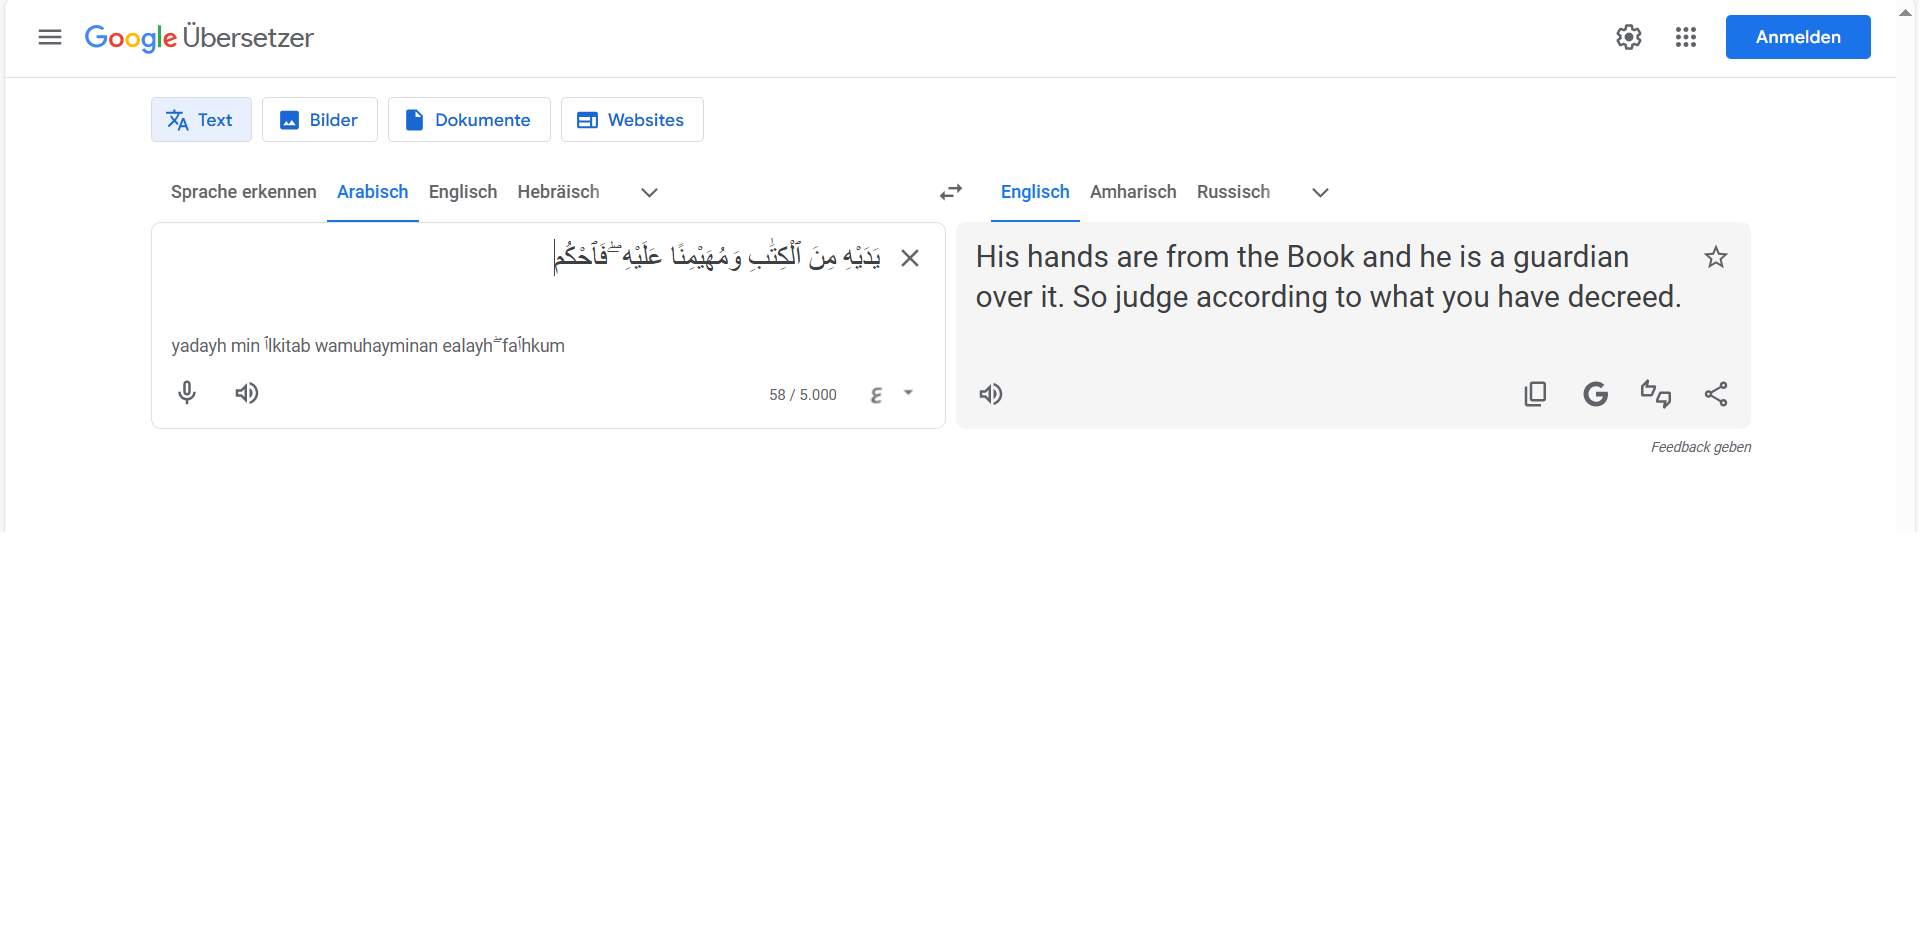 Google Übersetzer
Anmelden
Text Bilder Dokumente Websites
Sprache erkennen Arabisch Englisch Hebräisch Englisch Amharisch Russisch
يَدَيْهِ مِنَ ٱلْكِتَٰبِ وَمُهَيْمِنًا عَلَيْهِ ۖ فَٱحْكُم
yadayh min ٱlkitab wamuhayminan ealayhۖ faٱhkum
58 / 5.000
ع
His hands are from the Book and he is a guardian
over it. So judge according to what you have decreed.
Feedback geben